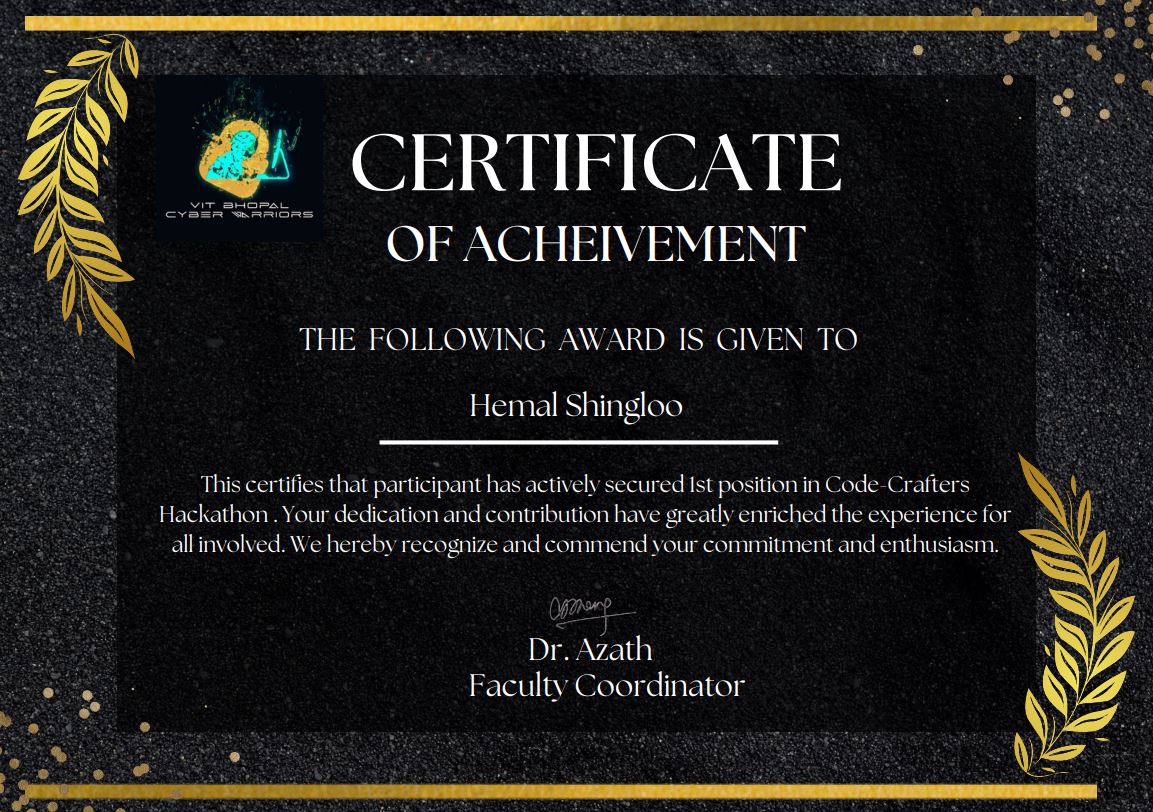 VIT BHOPAL
CYBER WARRIORS
CERTIFICATE
OF ACHEIVEMENT
THE FOLLOWING AWARD IS GIVEN TO
Hemal Shingloo
This certifies that participant has actively secured 1st position in Code-Crafters
Hackathon . Your dedication and contribution have greatly enriched the experience for
all involved. We hereby recognize and commend your commitment and enthusiasm.
Dr. Azath
Faculty Coordinator